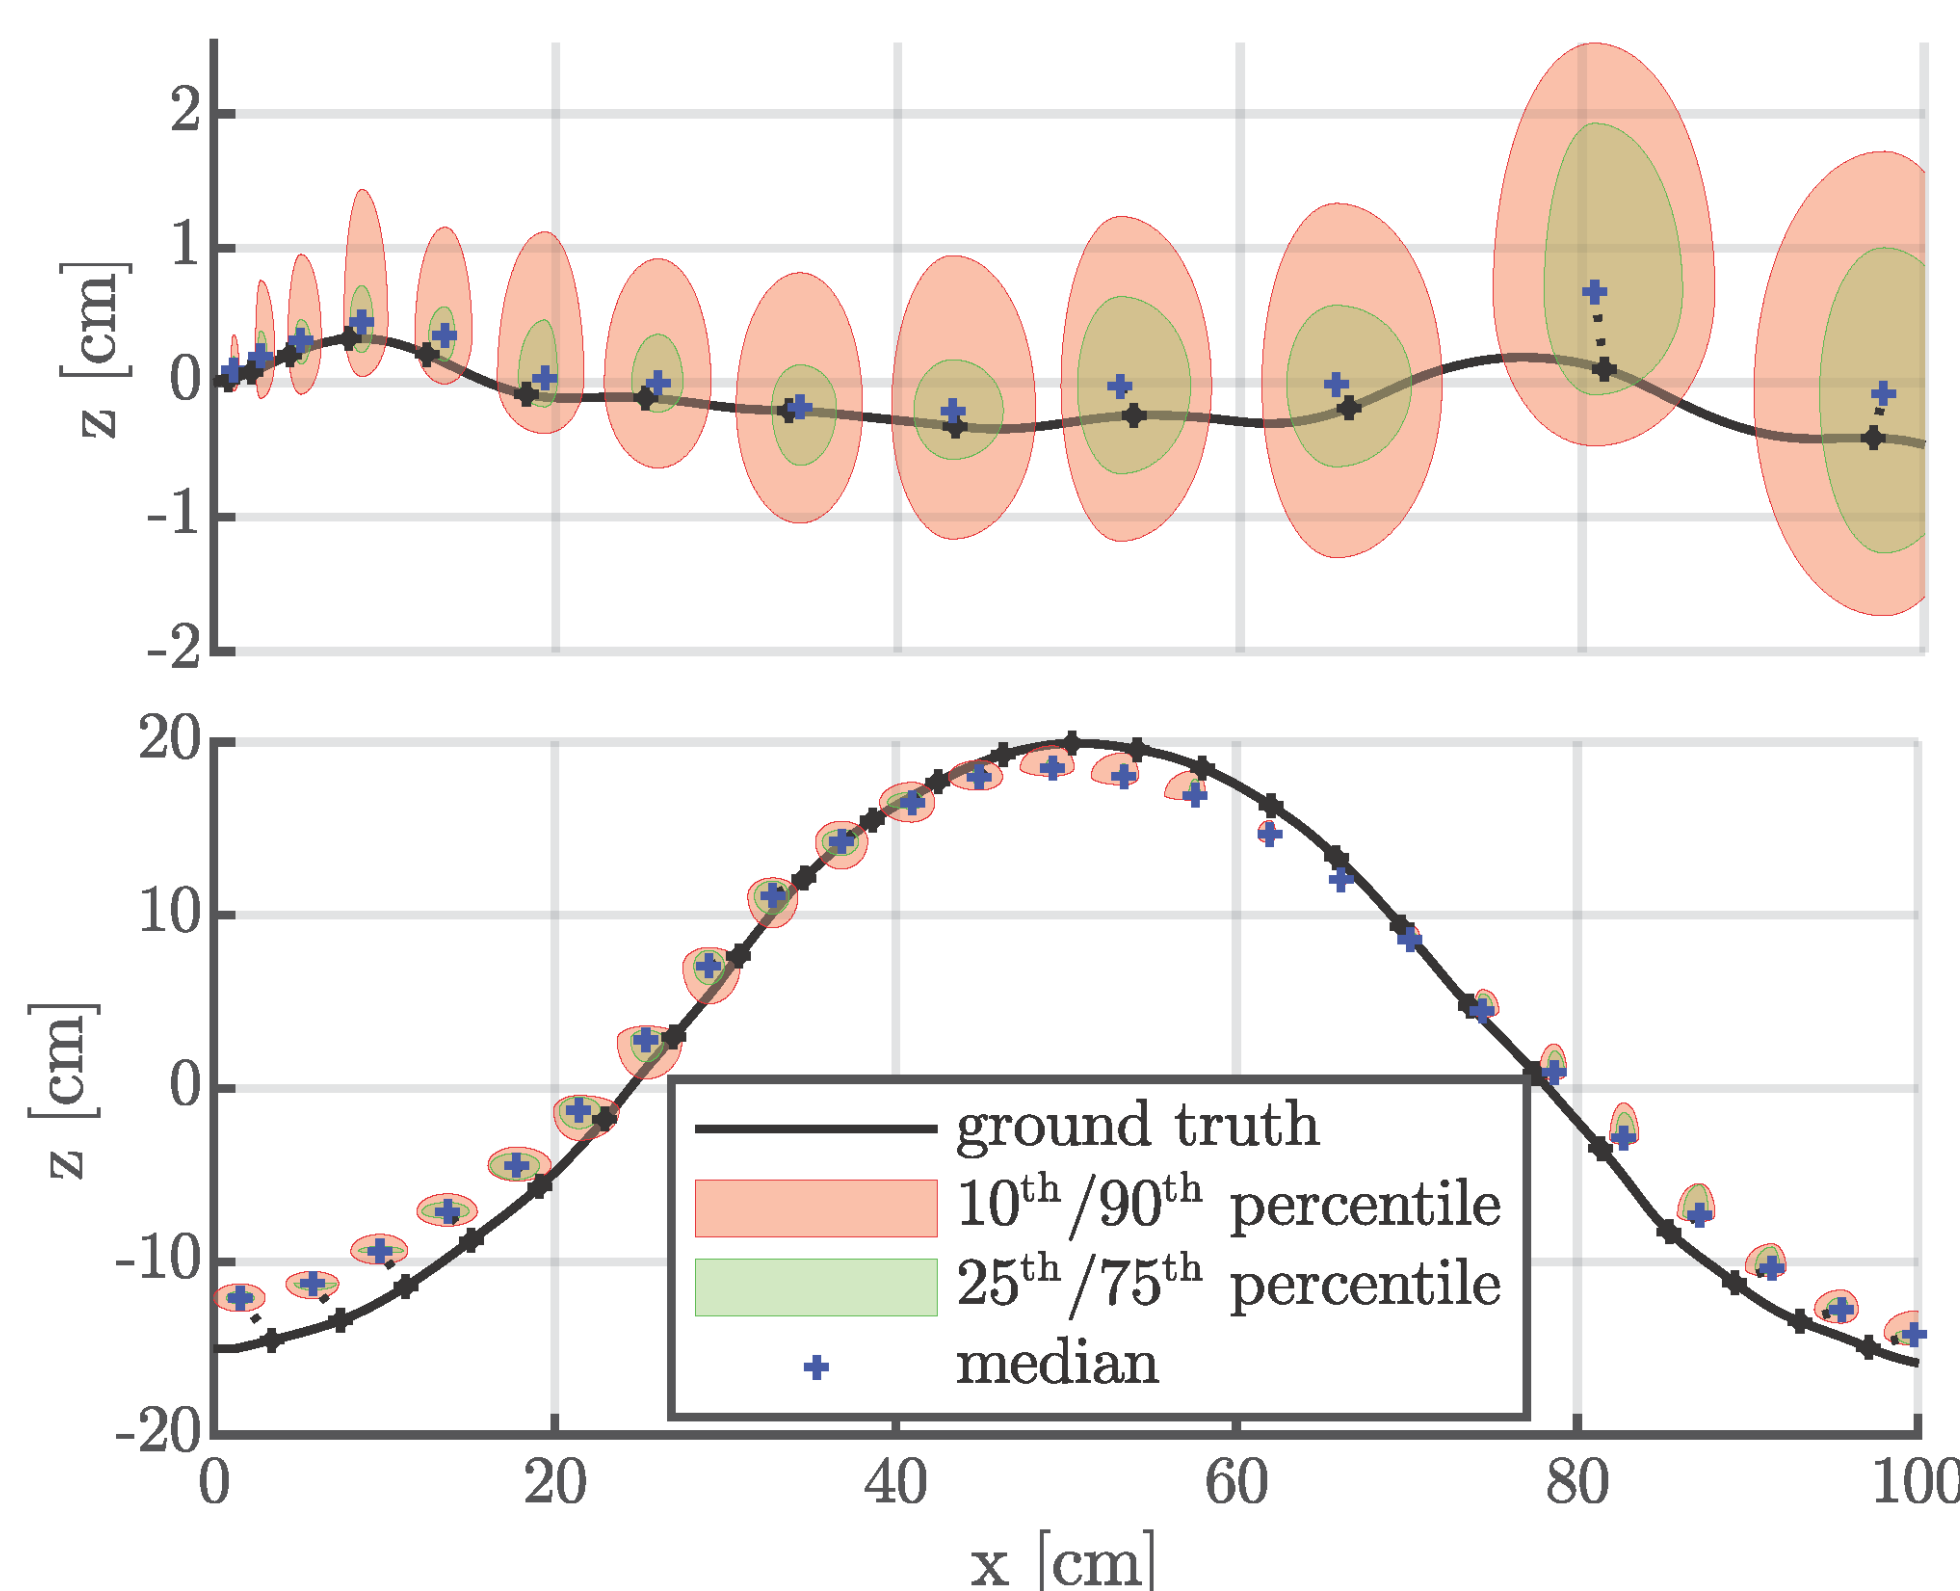 2
1
0
-1
-2
z [cm]
20
10
0
-10
-20
z [cm]
ground truth
10th/90th percentile
25th/75th percentile
median
0 20 40 60 80 100
x [cm]